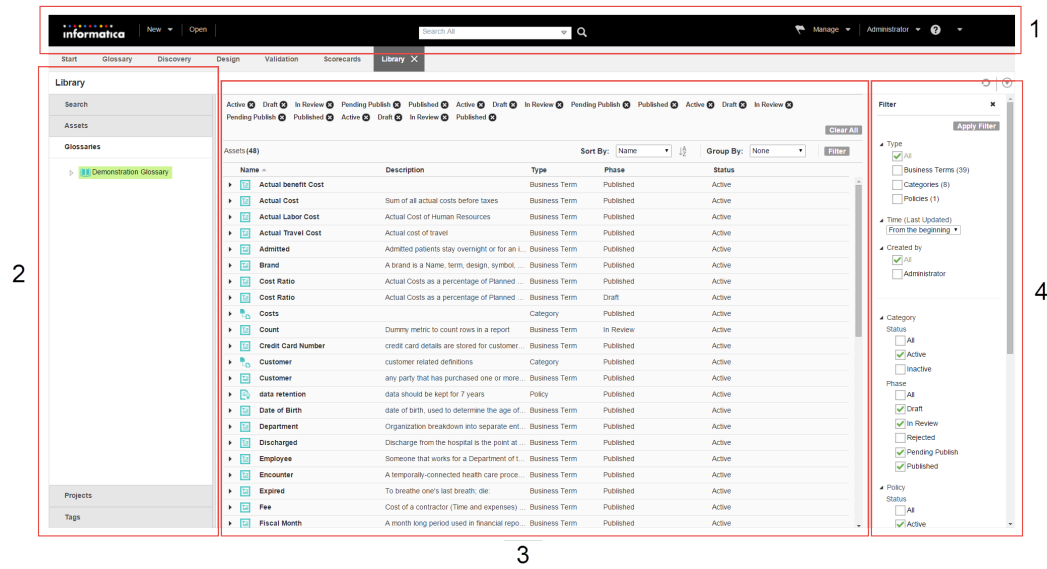 informatica New Open Search All Manage Administrator ? 1
Start Glossary Discovery Design Validation Scorecards Library
Library
Search
Assets
Glossaries
Demonstration Glossary
Projects
Tags
2
Active Draft In Review Pending Publish Published Active Draft In Review Pending Publish Published Active Draft In Review
Pending Publish Published Active Draft In Review Published
Clear All
Assets (48) Sort By: Name Group By: None Filter
Name Description Type Phase Status
Actual benefit Cost Business Term Published Active
Actual Cost Sum of all actual costs before taxes Business Term Published Active
Actual Labor Cost Actual Cost of Human Resources Business Term Published Active
Actual Travel Cost Actual cost of travel Business Term Published Active
Admitted Admitted patients stay overnight or for an i... Business Term Published Active
Brand A brand is a Name, term, design, symbol, ... Business Term Published Active
Cost Ratio Actual Costs as a percentage of Planned ... Business Term Published Active
Cost Ratio Actual Costs as a percentage of Planned ... Business Term Draft Active
Costs Category Published Active
Count Dummy metric to count rows in a report Business Term In Review Active
Credit Card Number credit card details are stored for customer... Business Term Published Active
Customer customer related definitions Category Published Active
Customer any party that has purchased one or more... Business Term Published Active
data retention data should be kept for 7 years Policy Published Active
Date of Birth date of birth, used to determine the age of... Business Term Published Active
Department Organization breakdown into separate ent... Business Term Published Active
Discharged Discharge from the hospital is the point at ... Business Term Published Active
Employee Someone that works for a Department of t... Business Term Published Active
Encounter A temporally-connected health care proce... Business Term Published Active
Expired To breathe one's last breath; die: Business Term Published Active
Fee Cost of a contractor (Time and expenses) ... Business Term Published Active
Fiscal Month A month long period used in financial repo... Business Term Published Active
3
Filter
Apply Filter
Type
All
Business Terms (39)
Categories (8)
Policies (1)
Time (Last Updated)
From the beginning
Created by
All
Administrator
Category
Status
All
Active
Inactive
Phase
All
Draft
In Review
Rejected
Pending Publish
Published
Policy
Status
All
Active
4